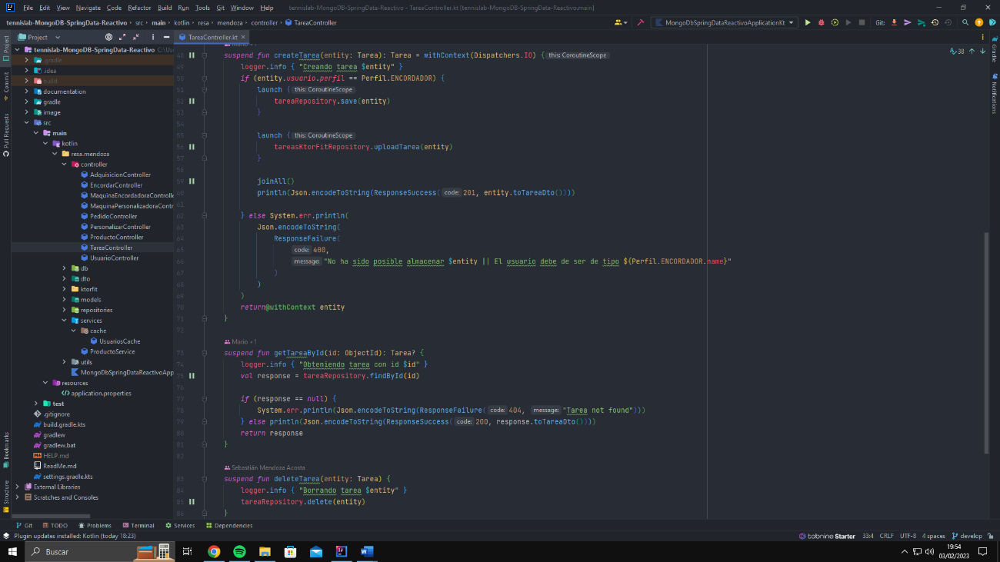 File Edit View Navigate Code Refactor Build Run Tools Git Window Help tennislab-MongoDB-SpringData-Reactivo - TareaController.kt [tennislab-MongoDB-SpringData-Reactivo.main]
tennislab-MongoDB-SpringData-Reactivo src main kotlin resa mendoza controller TareaController MongoDbSpringDataReactivoApplicationKt Git:
Project TareaController.kt
tennislab-MongoDB-SpringData-Reactivo C:\Us
.gradle
.idea
build
documentation
gradle
image
src
main
kotlin
resa.mendoza
controller
AdquisicionController
EncordarController
MaquinaEncordadoraControlle
MaquinaPersonalizadoraContr
PedidoController
PersonalizarController
ProductoController
TareaController
UsuarioController
db
dto
ktorfit
models
repositories
services
cache
UsuariosCache
ProductoService
utils
MongoDbSpringDataReactivoApp
resources
application.properties
test
.gitignore
build.gradle.kts
gradlew
gradlew.bat
HELP.md
ReadMe.md
settings.gradle.kts
External Libraries
Scratches and Consoles
Project
Commit
Pull Requests
Bookmarks
Structure
Mario + 1
48 suspend fun createTarea(entity: Tarea): Tarea = withContext(Dispatchers.IO) { this: CoroutineScope
49 logger.info { "Creando tarea $entity" }
50 if (entity.usuario.perfil == Perfil.ENCORDADOR) {
51 launch { this: CoroutineScope
52 tareaRepository.save(entity)
53 }
54
55 launch { this: CoroutineScope
56 tareasKtorFitRepository.uploadTarea(entity)
57 }
58
59 joinAll()
60 println(Json.encodeToString(ResponseSuccess( code: 201, entity.toTareaDto())))
61
62 } else System.err.println(
63 Json.encodeToString(
64 ResponseFailure(
65 code: 400,
66 message: "No ha sido posible almacenar $entity || El usuario debe de ser de tipo ${Perfil.ENCORDADOR.name}"
67 )
68 )
69 )
70 return@withContext entity
71 }
72
Mario + 1
73 suspend fun getTareaById(id: ObjectId): Tarea? {
74 logger.info { "Obteniendo tarea con id $id" }
75 val response = tareaRepository.findById(id)
76
77 if (response == null) {
78 System.err.println(Json.encodeToString(ResponseFailure( code: 404, message: "Tarea not found")))
79 } else println(Json.encodeToString(ResponseSuccess( code: 200, response.toTareaDto())))
80 return response
81 }
82
Sebastián Mendoza Acosta
83 suspend fun deleteTarea(entity: Tarea) {
84 logger.info { "Borrando tarea $entity" }
85 tareaRepository.delete(entity)
86 }
38
Gradle
Notifications
Git TODO Problems Terminal Services Dependencies
Plugin updates installed: Kotlin (today 18:23) tabnine Starter 33:4 CRLF UTF-8 4 spaces develop
Buscar
19:54
03/02/2023